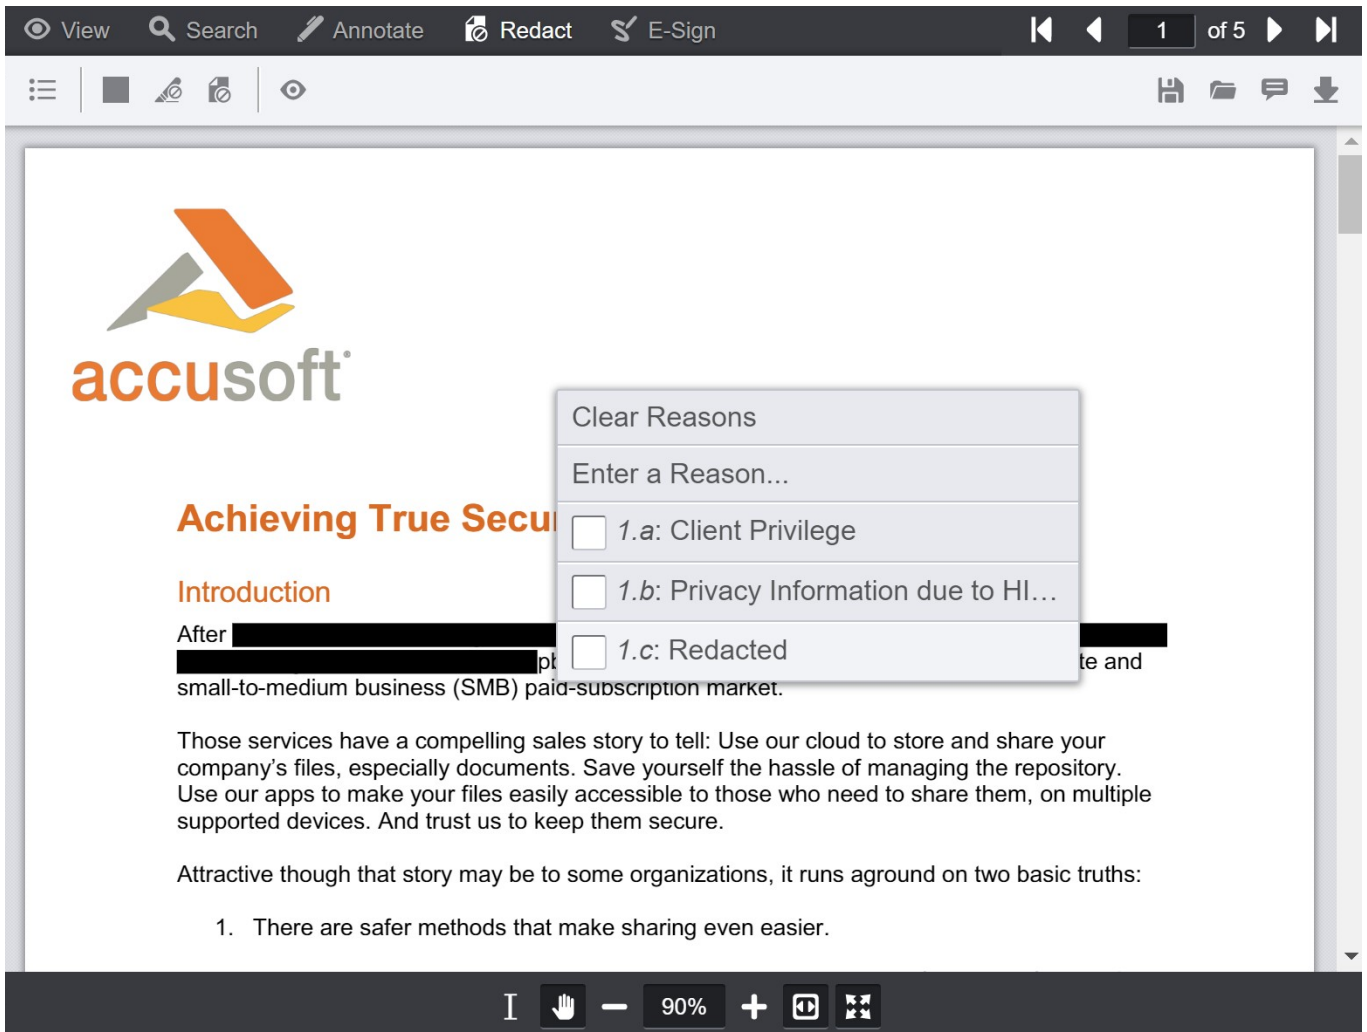 View Search Annotate Redact E-Sign 1 of 5
accusoft
Clear Reasons
Enter a Reason...
1.a: Client Privilege
1.b: Privacy Information due to HI...
1.c: Redacted
Achieving True Secu
Introduction
After
te and
small-to-medium business (SMB) paid-subscription market.
Those services have a compelling sales story to tell: Use our cloud to store and share your
company's files, especially documents. Save yourself the hassle of managing the repository.
Use our apps to make your files easily accessible to those who need to share them, on multiple
supported devices. And trust us to keep them secure.
Attractive though that story may be to some organizations, it runs aground on two basic truths:
1. There are safer methods that make sharing even easier.
90%